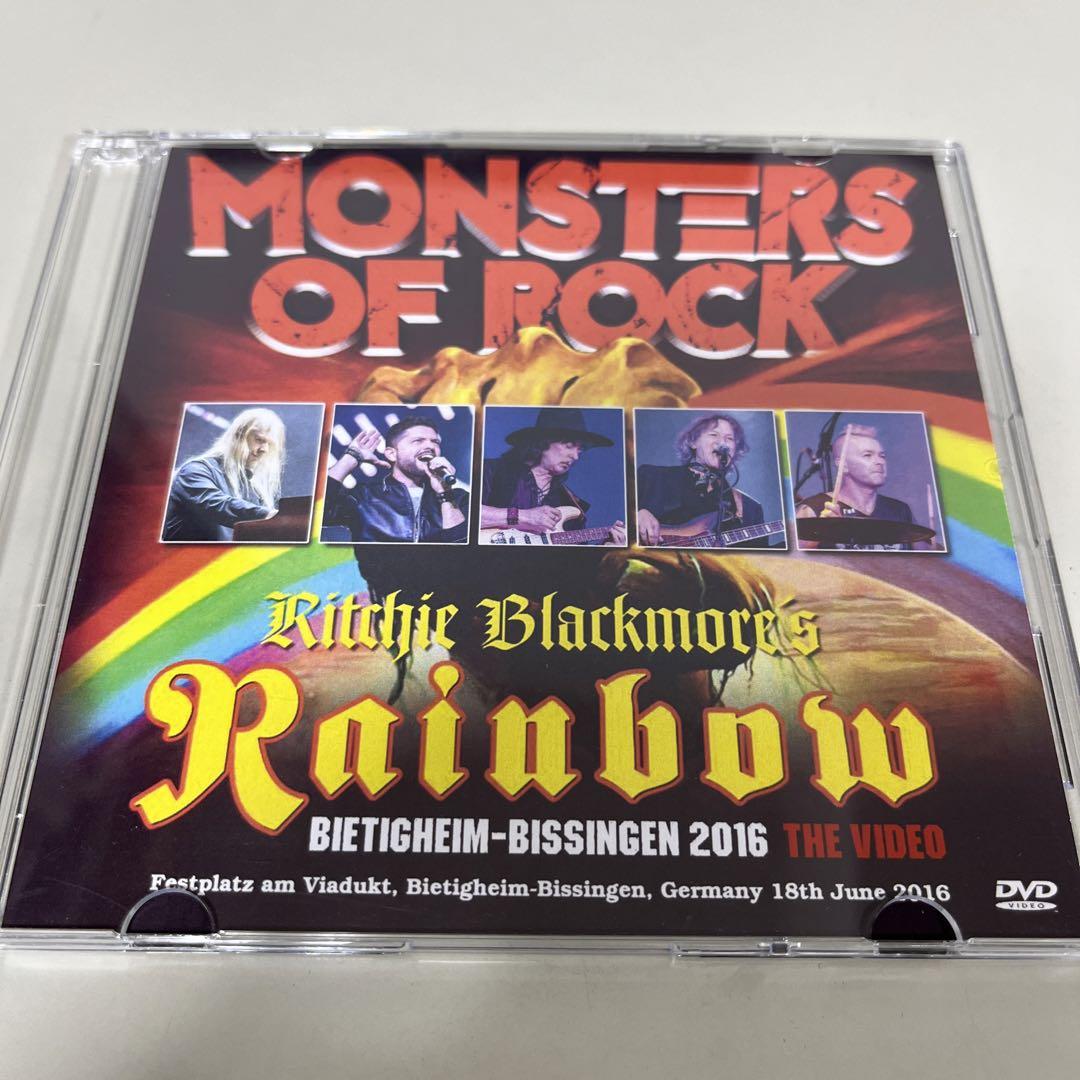 MONSTERS
OF ROCK
Ritchie Blackmore's
Rainbow
BIETIGHEIM-BISSINGEN 2016 THE VIDEO
Festplatz am Viadukt, Bietigheim-Bissingen, Germany 18th June 2016
DVD
VIDEO